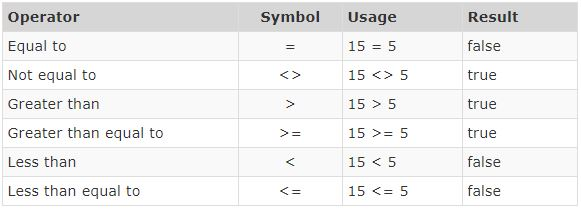 Operator Symbol Usage Result
Equal to = 15 = 5 false
Not equal to <> 15 <> 5 true
Greater than > 15 > 5 true
Greater than equal to >= 15 >= 5 true
Less than < 15 < 5 false
Less than equal to <= 15 <= 5 false